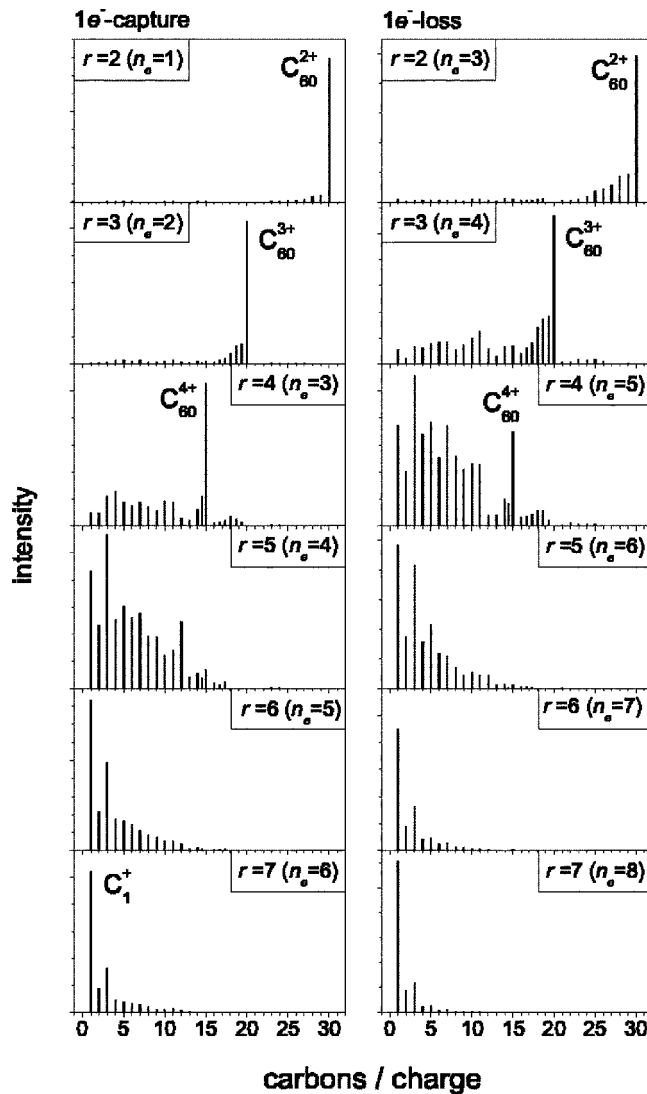 1e⁻-capture
1e⁻-loss
r=2 (nₑ=1)
C₆₀²⁺
r=2 (nₑ=3)
C₆₀²⁺
r=3 (nₑ=2)
C₆₀³⁺
r=3 (nₑ=4)
C₆₀³⁺
C₆₀⁴⁺
r=4 (nₑ=3)
C₆₀⁴⁺
r=4 (nₑ=5)
intensity
r=5 (nₑ=4)
r=5 (nₑ=6)
r=6 (nₑ=5)
r=6 (nₑ=7)
C₁⁺
r=7 (nₑ=6)
r=7 (nₑ=8)
0 5 10 15 20 25 30
0 5 10 15 20 25 30
carbons / charge